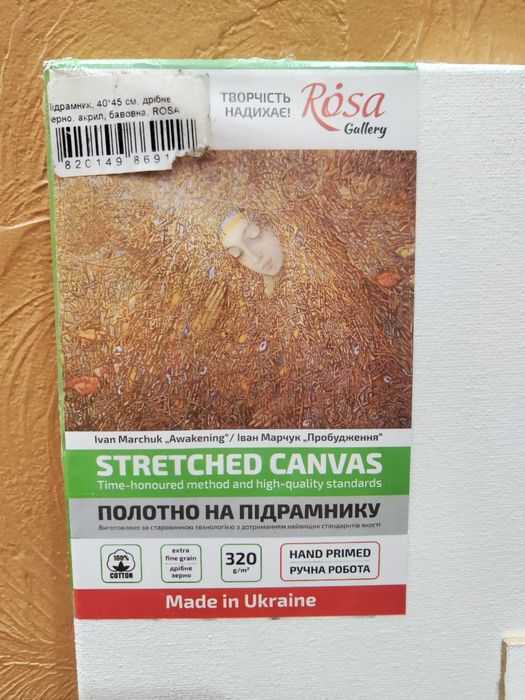 підрамник, 40*45 см, дрібне
зерно, акрил, бавовна, ROSA
820149 8691
ТВОРЧІСТЬ
НАДИХАЄ!
Rosa
Gallery
Ivan Marchuk „Awakening“/ Іван Марчук „Пробудження“
STRETCHED CANVAS
Time-honoured method and high-quality standards
ПОЛОТНО НА ПІДРАМНИКУ
Виготовлено за старовинною технологією з дотриманням найвищих стандартів якості
100%
COTTON
extra
fine grain
дрібне
зерно
320
g/m²
HAND PRIMED
РУЧНА РОБОТА
Made in Ukraine